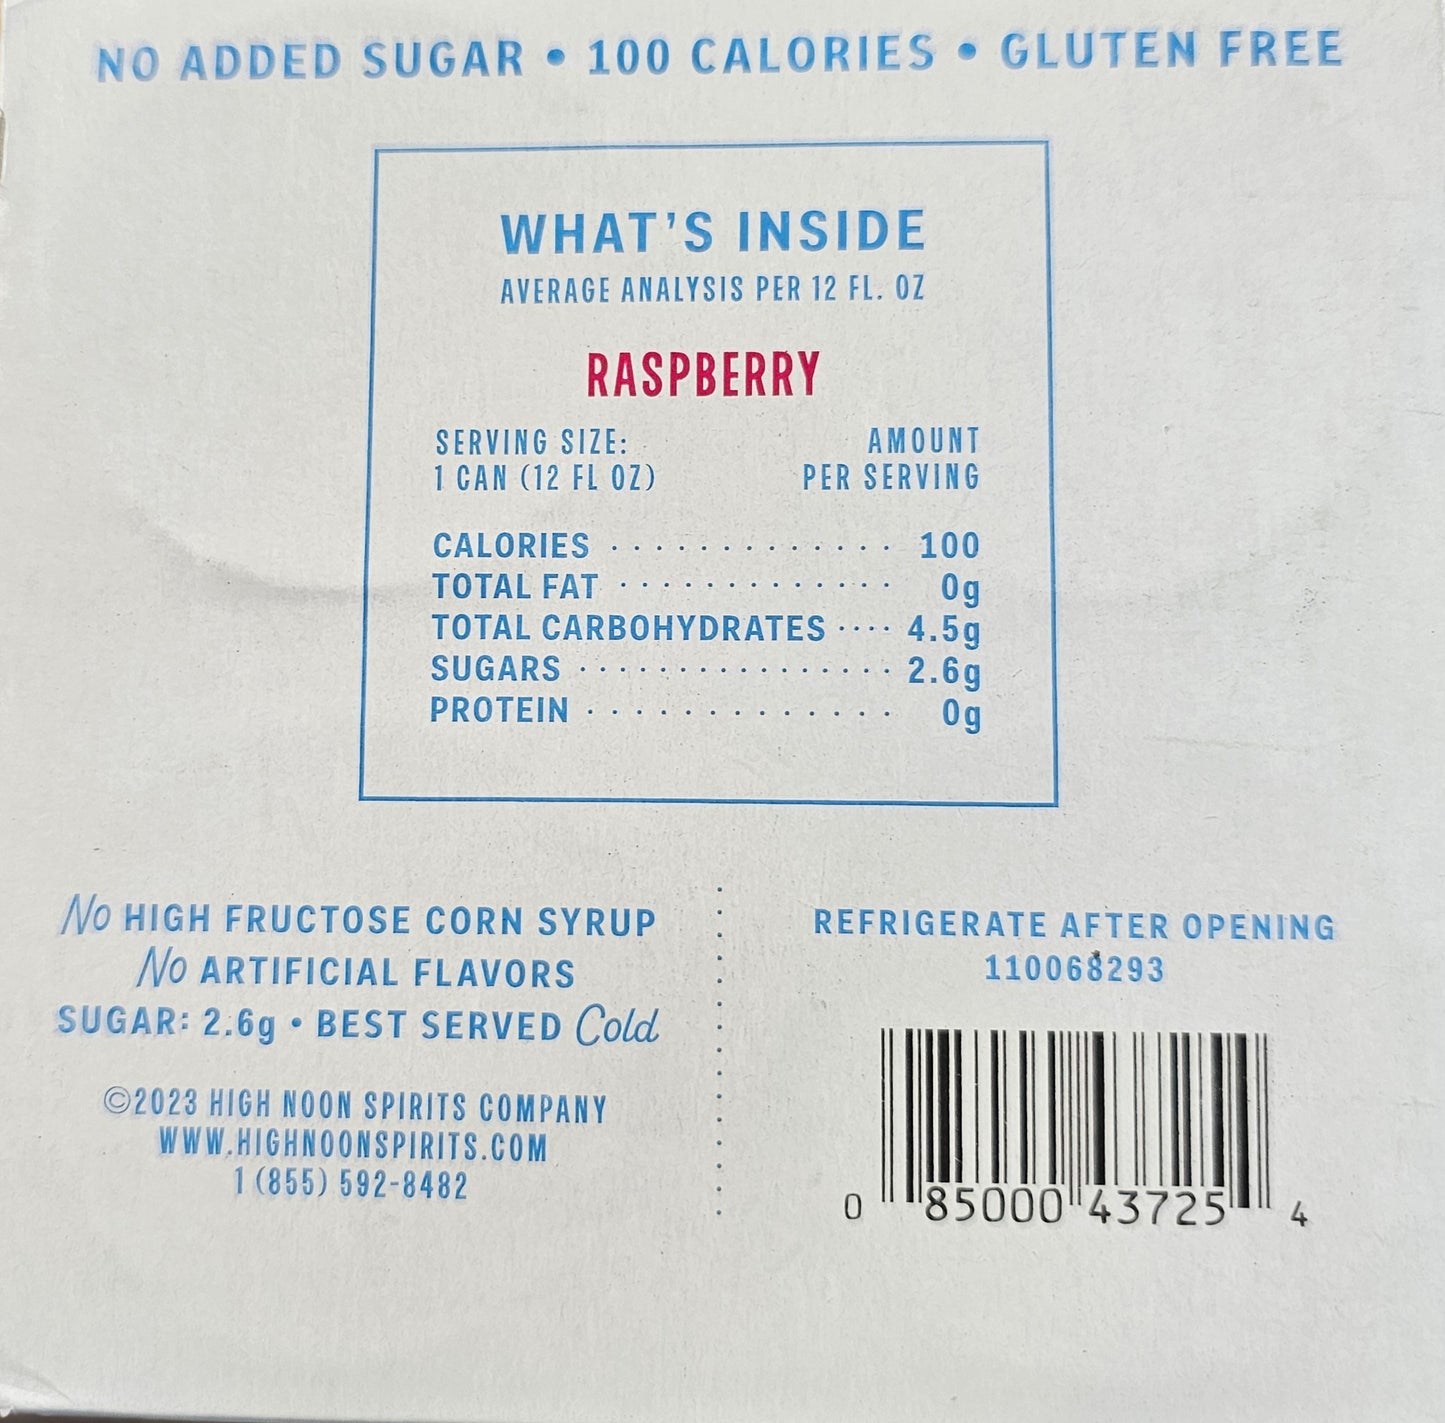 NO ADDED SUGAR • 100 CALORIES • GLUTEN FREE
WHAT'S INSIDE
AVERAGE ANALYSIS PER 12 FL. OZ
RASPBERRY
SERVING SIZE:
1 CAN (12 FL OZ)
AMOUNT
PER SERVING
CALORIES ············· 100
TOTAL FAT ············· 0g
TOTAL CARBOHYDRATES ···· 4.5g
SUGARS ················ 2.6g
PROTEIN ············· 0g
No HIGH FRUCTOSE CORN SYRUP
No ARTIFICIAL FLAVORS
SUGAR: 2.6g • BEST SERVED Cold
©2023 HIGH NOON SPIRITS COMPANY
WWW.HIGHNOONSPIRITS.COM
1 (855) 592-8482
REFRIGERATE AFTER OPENING
110068293
0 85000 43725 4